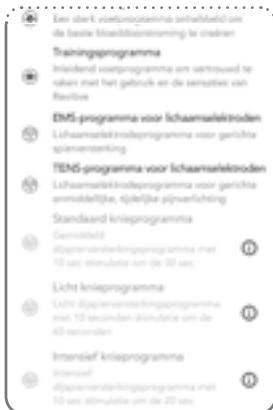 Een sterk voetprogramma ontwikkeld om
de beste bloeddoorstroming te creëren
Trainingsprogramma
Inleidend voetprogramma om vertrouwd te
raken met het gebruik en de sensaties van
Revitive
EMS-programma voor lichaamselektroden
Lichaamselektrodeprogramma voor gerichte
spierversterking
TENS-programma voor lichaamselektroden
Lichaamselektrodeprogramma voor gerichte
onmiddellijke, tijdelijke pijnverlichting
Standaard knieprogramma
Gemiddeld
dijspierversterkingsprogramma met
10 sec stimulatie om de 30 sec
Licht knieprogramma
Licht dijspierversterkingsprogramma
met 10 seconden stimulatie om de
40 seconden
Intensief knieprogramma
Intensief
dijspierversterkingsprogramma met
10 sec stimulatie om de 20 sec